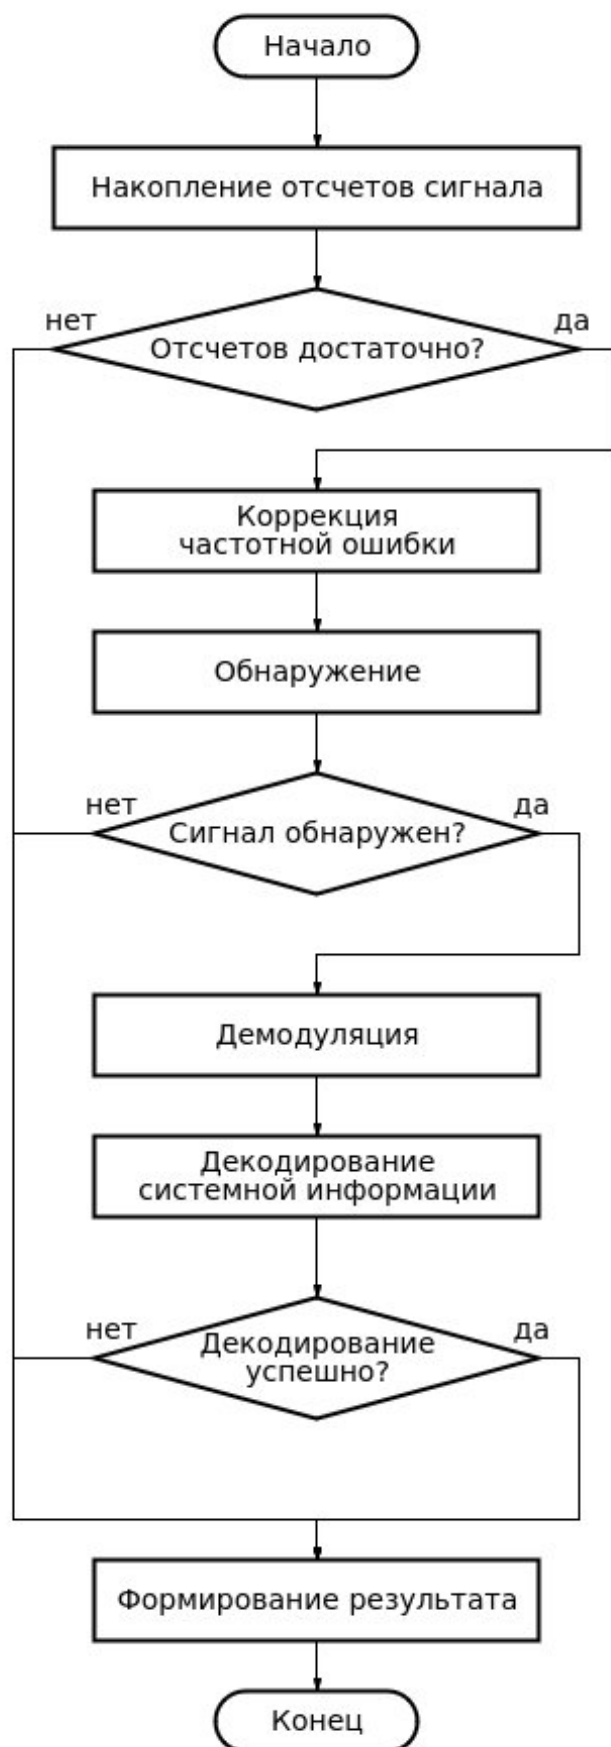 Начало
Накопление отсчетов сигнала
нет
да
Отсчетов достаточно?
Коррекция
частотной ошибки
Обнаружение
нет
да
Сигнал обнаружен?
Демодуляция
Декодирование
системной информации
нет
да
Декодирование
успешно?
Формирование результата
Конец